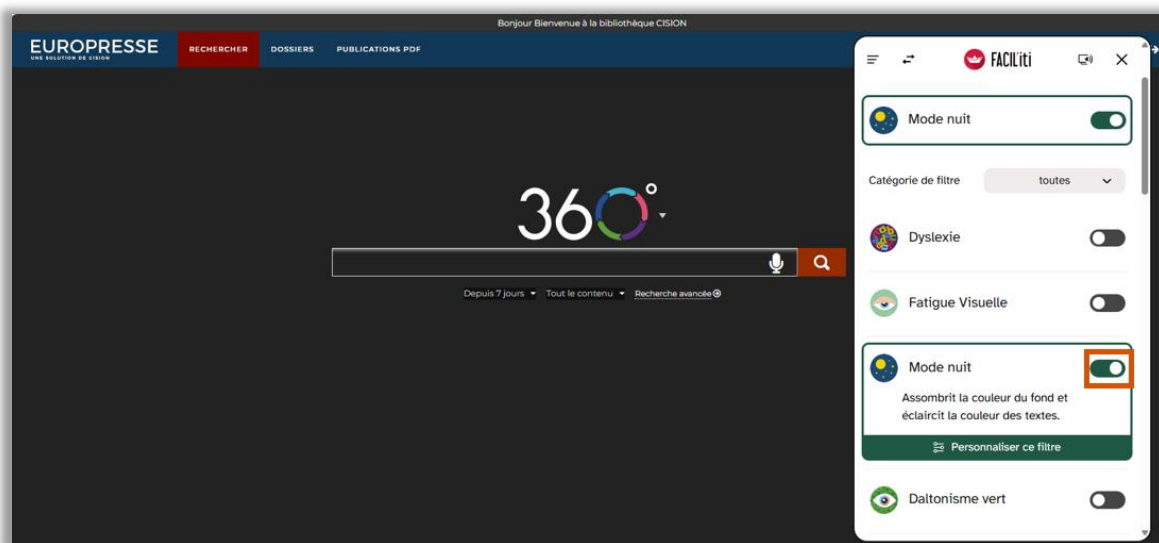 Bonjour Bienvenue à la bibliothèque CISION
EUROPRESSE
UNE SOLUTION DE CISION
RECHERCHER DOSSIERS PUBLICATIONS PDF
FACIL'iti
Mode nuit
Catégorie de filtre toutes
360°
Dyslexie
Depuis 7 jours Tout le contenu Recherche avancée
Fatigue Visuelle
Mode nuit
Assombrit la couleur du fond et
éclaircit la couleur des textes.
Personnaliser ce filtre
Daltonisme vert